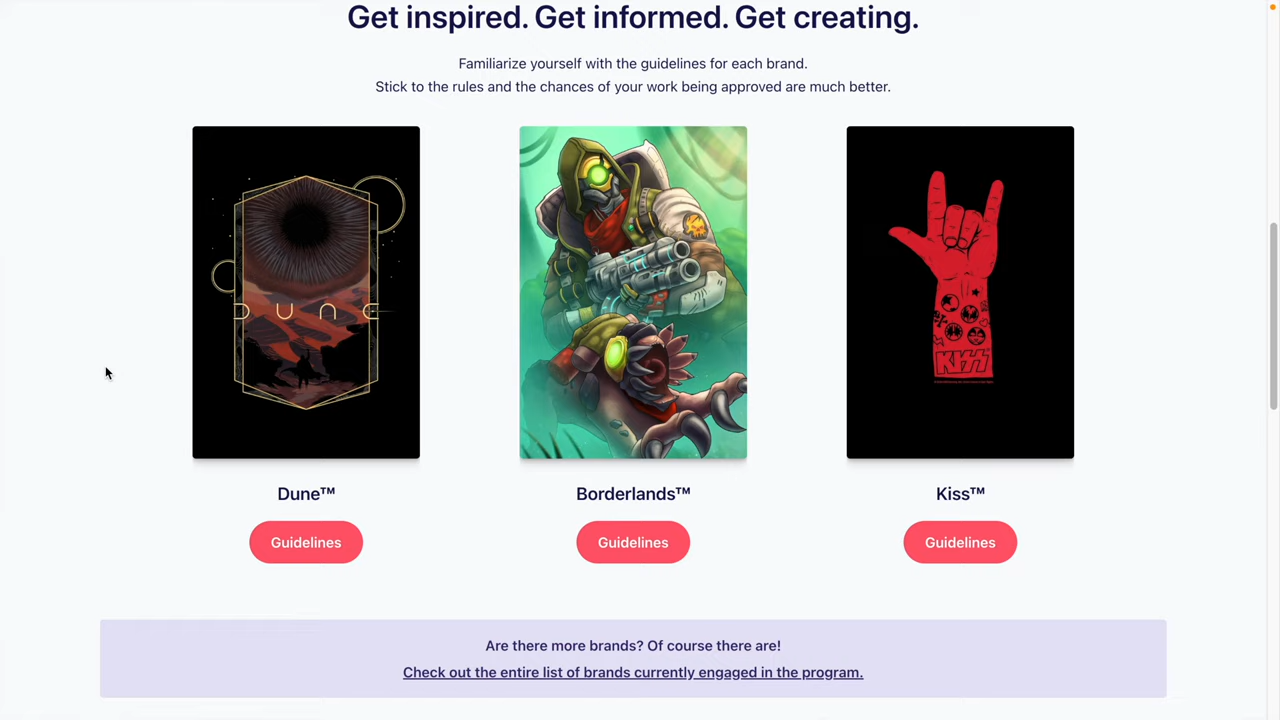 Get inspired. Get informed. Get creating.
Familiarize yourself with the guidelines for each brand.
Stick to the rules and the chances of your work being approved are much better.
DUNE
KISS
Dune™
Borderlands™
Kiss™
Guidelines
Guidelines
Guidelines
Are there more brands? Of course there are!
Check out the entire list of brands currently engaged in the program.